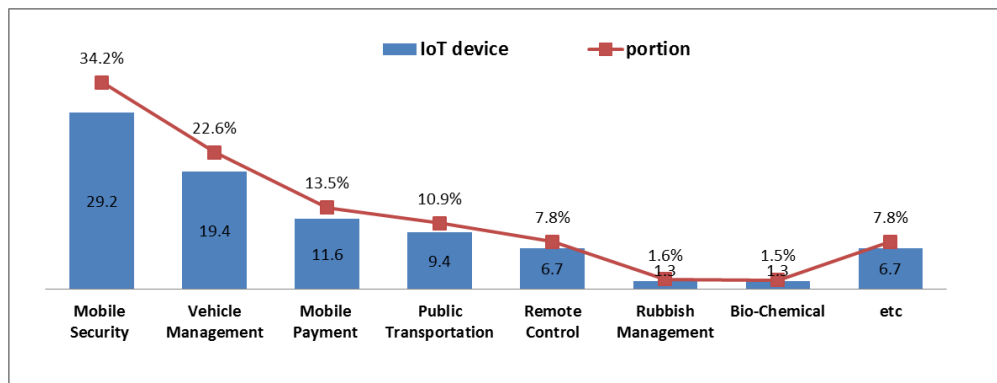 IoT device
portion
34.2%
22.6%
13.5%
10.9%
7.8%
1.6%
1.5%
7.8%
29.2
19.4
11.6
9.4
6.7
1.3
1.3
6.7
Mobile
Security
Vehicle
Management
Mobile
Payment
Public
Transportation
Remote
Control
Rubbish
Management
Bio-Chemical
etc